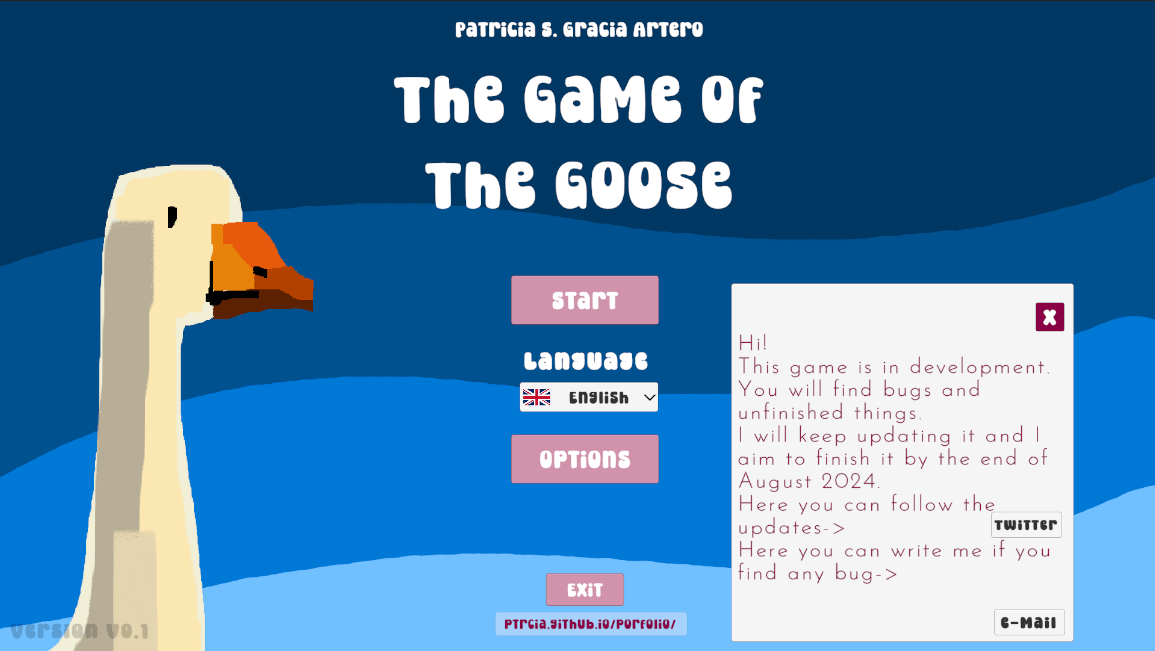 Patricia S. Gracia Artero
The Game Of
The Goose
Start
Language
English
Options
X
Hi!
This game is in development.
You will find bugs and
unfinished things.
I will keep updating it and I
aim to finish it by the end of
August 2024.
Here you can follow the
updates->
Twitter
Here you can write me if you
find any bug->
E-Mail
Exit
ptrcia.github.io/Porfolio/
Version V0.1